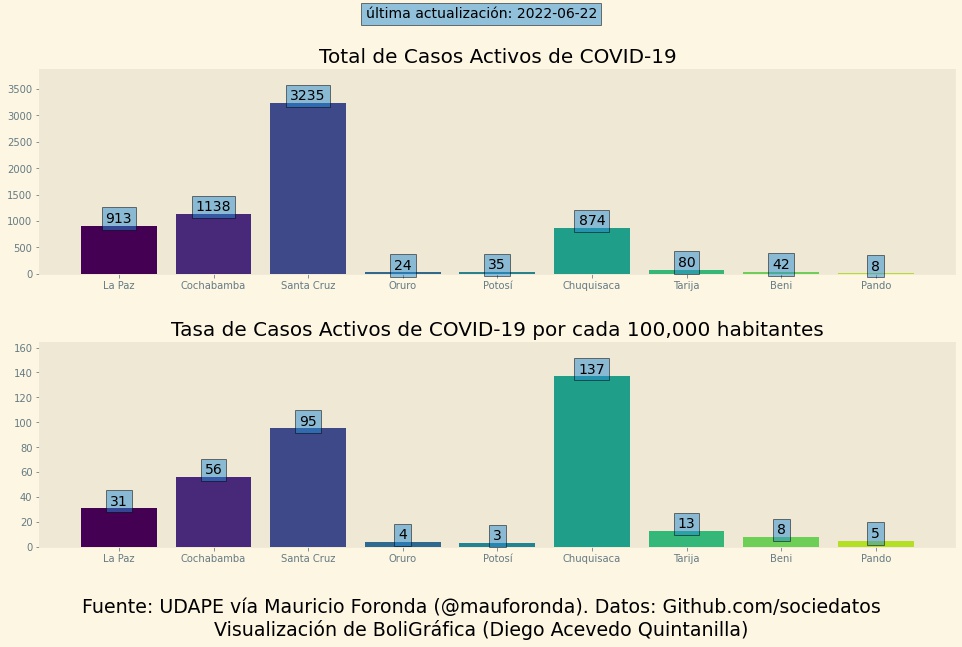 última actualización: 2022-06-22
Total de Casos Activos de COVID-19
3500
3000
2500
2000
1500
1000
500
0
913
1138
3235
24
35
874
80
42
8
La Paz
Cochabamba
Santa Cruz
Oruro
Potosí
Chuquisaca
Tarija
Beni
Pando
Tasa de Casos Activos de COVID-19 por cada 100,000 habitantes
160
140
120
100
80
60
40
20
0
31
56
95
4
3
137
13
8
5
La Paz
Cochabamba
Santa Cruz
Oruro
Potosí
Chuquisaca
Tarija
Beni
Pando
Fuente: UDAPE vía Mauricio Foronda (@mauforonda). Datos: Github.com/sociedatos
Visualización de BoliGráfica (Diego Acevedo Quintanilla)